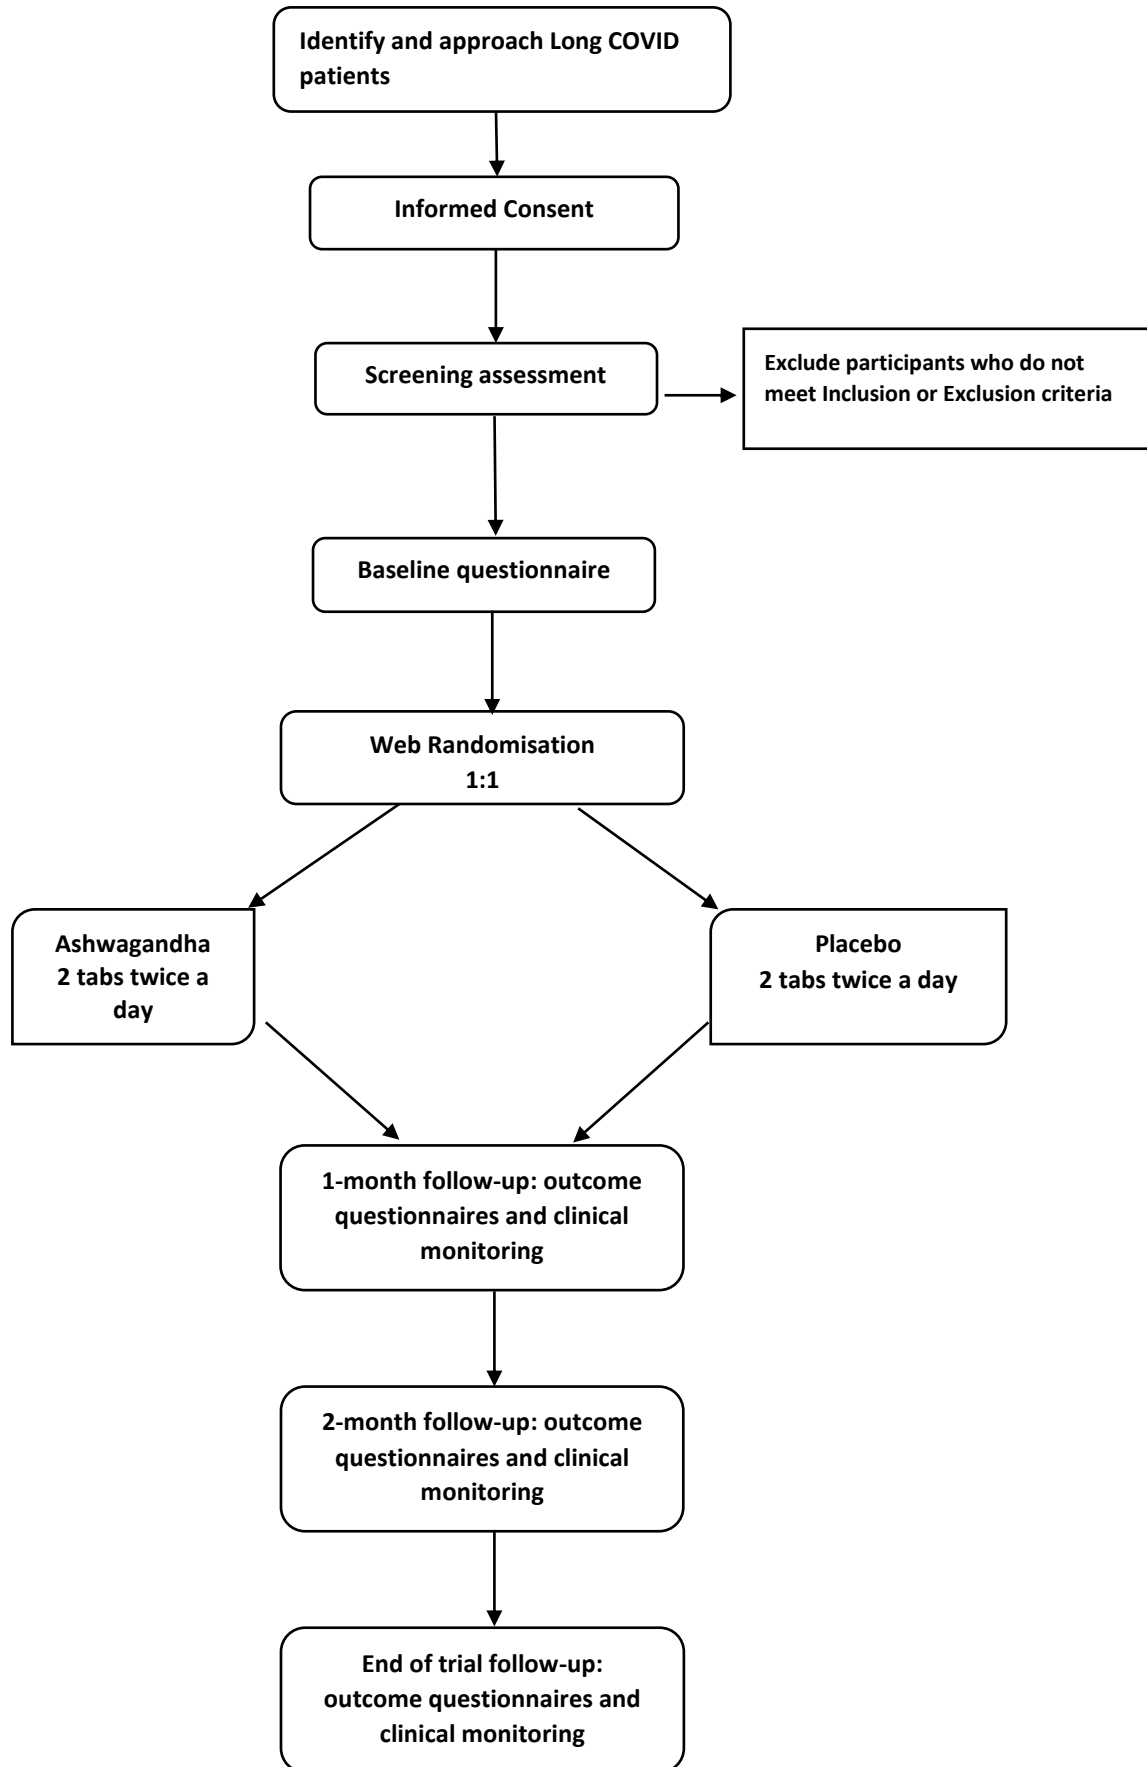 Identify and approach Long COVID
patients
Informed Consent
Screening assessment
Exclude participants who do not
meet Inclusion or Exclusion criteria
Baseline questionnaire
Web Randomisation
1:1
Ashwagandha
2 tabs twice a
day
Placebo
2 tabs twice a day
1-month follow-up: outcome
questionnaires and clinical
monitoring
2-month follow-up: outcome
questionnaires and clinical
monitoring
End of trial follow-up:
outcome questionnaires and
clinical monitoring